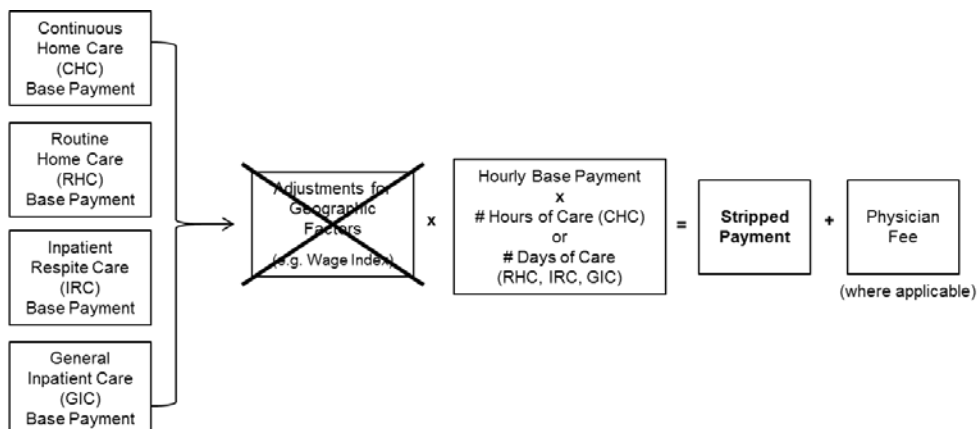 Continuous
Home Care
(CHC)
Base Payment
Routine
Home Care
(RHC)
Base Payment
Inpatient
Respite Care
(IRC)
Base Payment
General
Inpatient Care
(GIC)
Base Payment
Adjustments for
Geographic
Factors
(e.g. Wage Index)
x
Hourly Base Payment
x
# Hours of Care (CHC)
or
# Days of Care
(RHC, IRC, GIC)
=
Stripped
Payment
+
Physician
Fee
(where applicable)